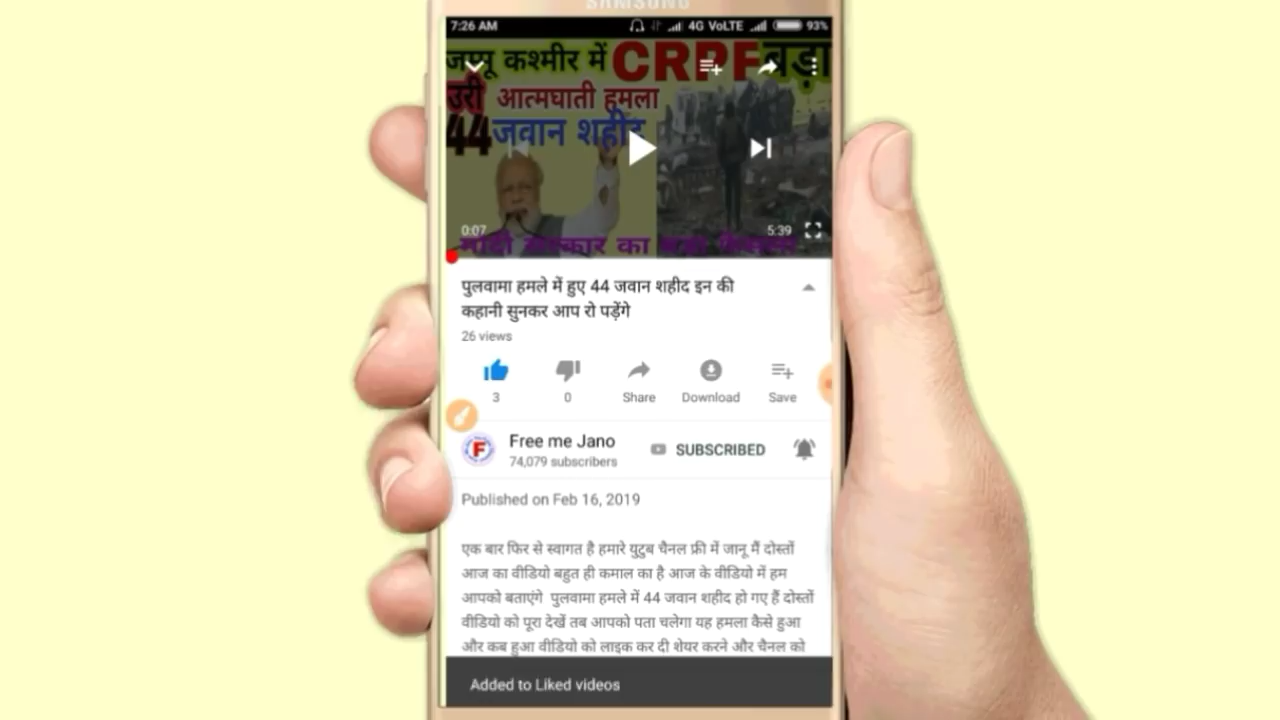 SAMSUNG
7:26 AM 4G VoLTE 93%
जम्मू कश्मीर में CRPF बड़ा
उरी आत्मघाती हमला
44 जवान शहीद
0:07 5:39
मोदी सरकार का बड़ा फैसला
पुलवामा हमले में हुए 44 जवान शहीद इन की
कहानी सुनकर आप रो पड़ेंगे
26 views
3 0 Share Download Save
F
Free me Jano SUBSCRIBED
74,079 subscribers
Published on Feb 16, 2019
एक बार फिर से स्वागत है हमारे युटुब चैनल फ्री में जानू मैं दोस्तों
आज का वीडियो बहुत ही कमाल का है आज के वीडियो में हम
आपको बताएंगे पुलवामा हमले में 44 जवान शहीद हो गए हैं दोस्तों
वीडियो को पूरा देखें तब आपको पता चलेगा यह हमला कैसे हुआ
और कब हुआ वीडियो को लाइक कर दी शेयर करने और चैनल को
Added to Liked videos